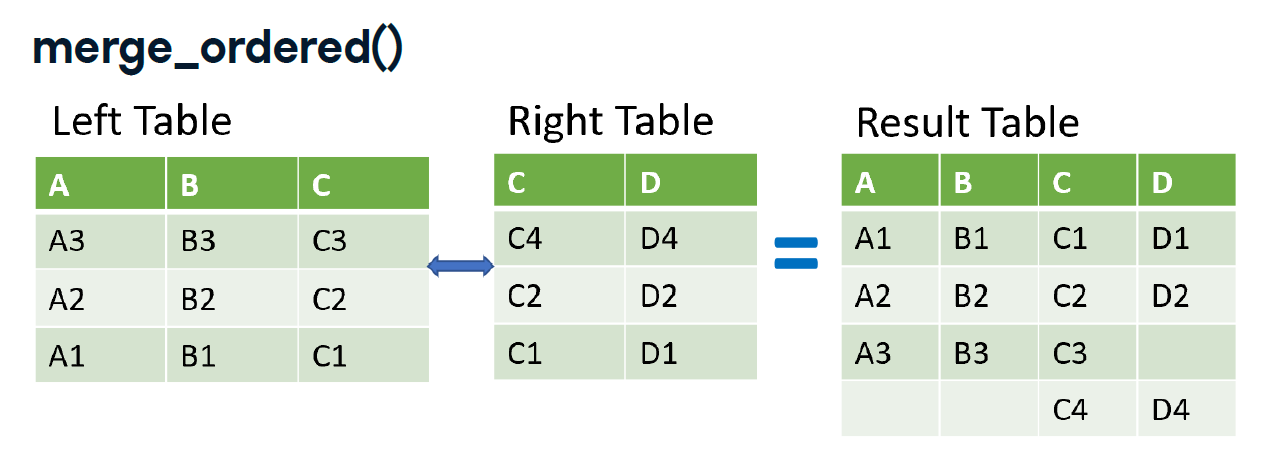 merge_ordered()
Left Table
A B C
A3 B3 C3
A2 B2 C2
A1 B1 C1
Right Table
C D
C4 D4
C2 D2
C1 D1
=
Result Table
A B C D
A1 B1 C1 D1
A2 B2 C2 D2
A3 B3 C3
C4 D4